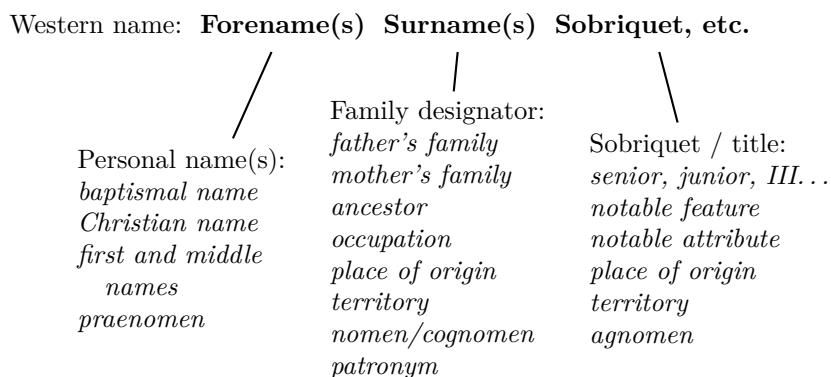 Western name: Forename(s) Surname(s) Sobriquet, etc.
Personal name(s):
baptismal name
Christian name
first and middle
names
praenomen
Family designator:
father's family
mother's family
ancestor
occupation
place of origin
territory
nomen/cognomen
patronym
Sobriquet / title:
senior, junior, III...
notable feature
notable attribute
place of origin
territory
agnomen